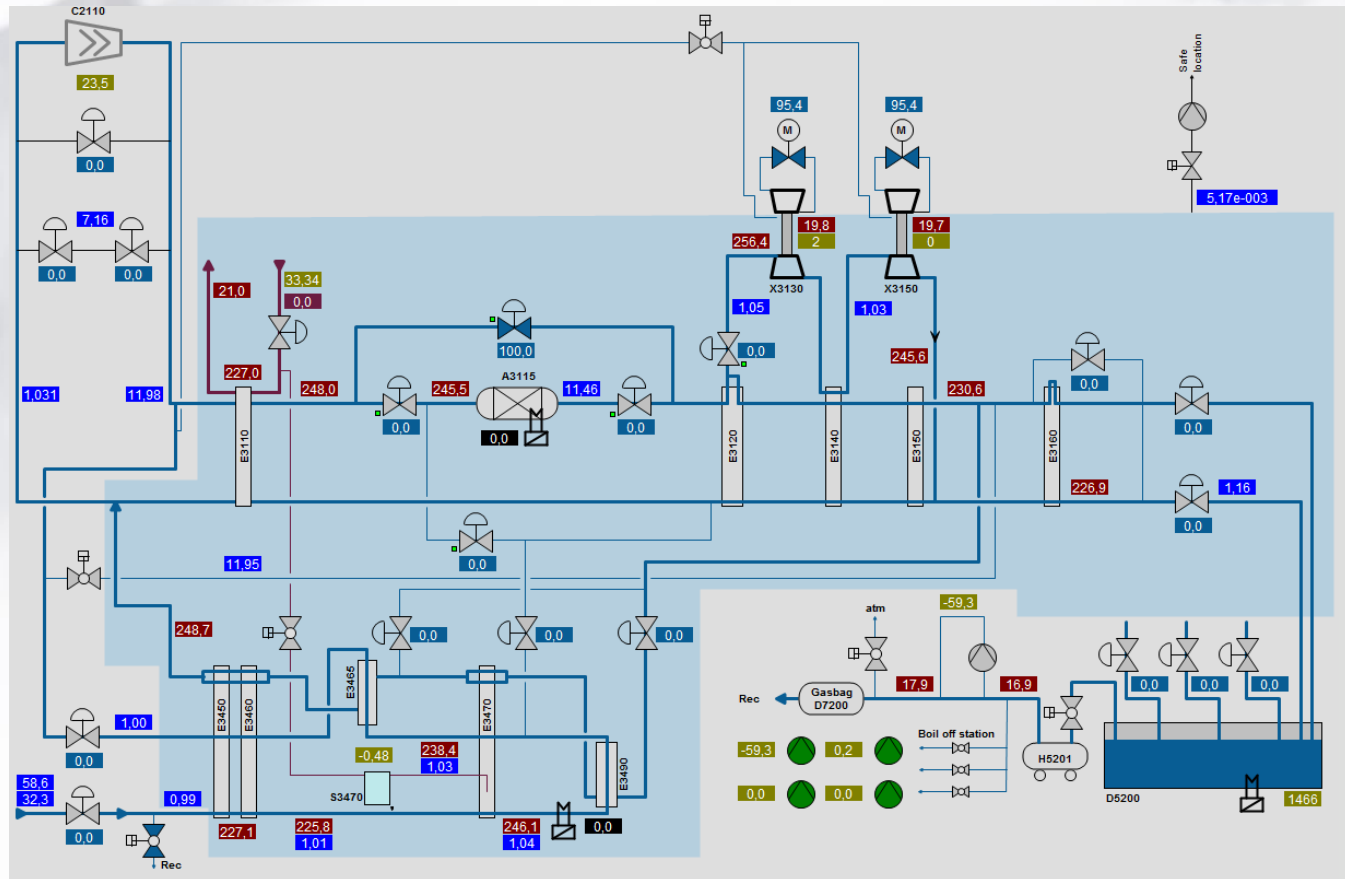 C2110
23,5
0,0
7,16
0,0
0,0
Safe
location
95,4
95,4
M
M
5,17e-003
19,8
2
19,7
0
256,4
X3130
X3150
33,34
0,0
21,0
1,05
1,03
100,0
0,0
245,6
227,0
248,0
245,5
A3115
11,46
230,6
0,0
1,031
11,98
0,0
0,0
0,0
0,0
E3110
E3120
E3140
E3150
E3160
226,9
1,16
0,0
0,0
11,95
248,7
0,0
0,0
0,0
atm
-59,3
E3465
E3450
E3460
E3470
17,9
16,9
0,0
0,0
0,0
Rec
Gasbag
D7200
1,00
0,0
Boil off station
-0,48
238,4
1,03
E3490
-59,3
0,2
H5201
58,6
32,3
0,99
S3470
0,0
0,0
D5200
1466
0,0
227,1
225,8
1,01
246,1
1,04
0,0
Rec